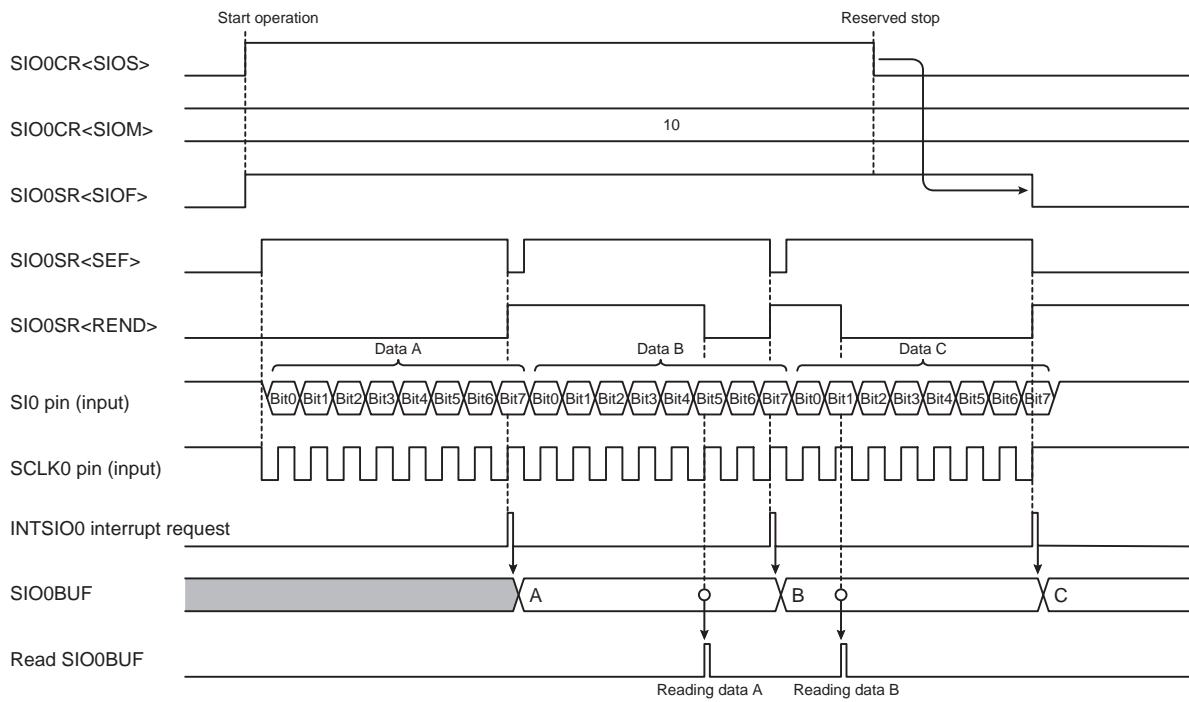 Start operation Reserved stop
SIO0CR<SIOS>
SIO0CR<SIOM> 10
SIO0SR<SIOF>
SIO0SR<SEF>
SIO0SR<REND>
Data A Data B Data C
SI0 pin (input) Bit0 Bit1 Bit2 Bit3 Bit4 Bit5 Bit6 Bit7 Bit0 Bit1 Bit2 Bit3 Bit4 Bit5 Bit6 Bit7 Bit0 Bit1 Bit2 Bit3 Bit4 Bit5 Bit6 Bit7
SCLK0 pin (input)
INTSIO0 interrupt request
SIO0BUF A B C
Read SIO0BUF
Reading data A Reading data B